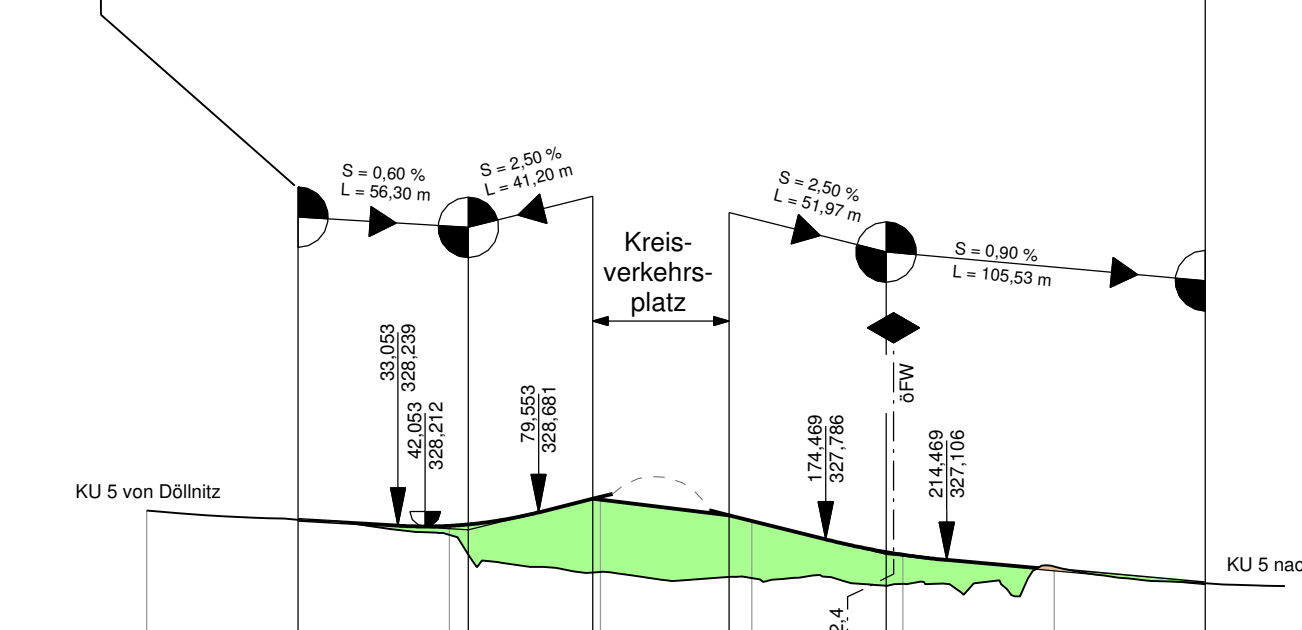 S = 0,60 %
L = 56,30 m
S = 2,50 %
L = 41,20 m
S = 2,50 %
L = 51,97 m
S = 0,90 %
L = 105,53 m
Kreis-
verkehrs-
platz
33,053
328,239
42,053
328,212
79,553
328,681
174,469
327,786
öFW
214,469
327,106
KU 5 von Döllnitz
KU 5 nac
2,4